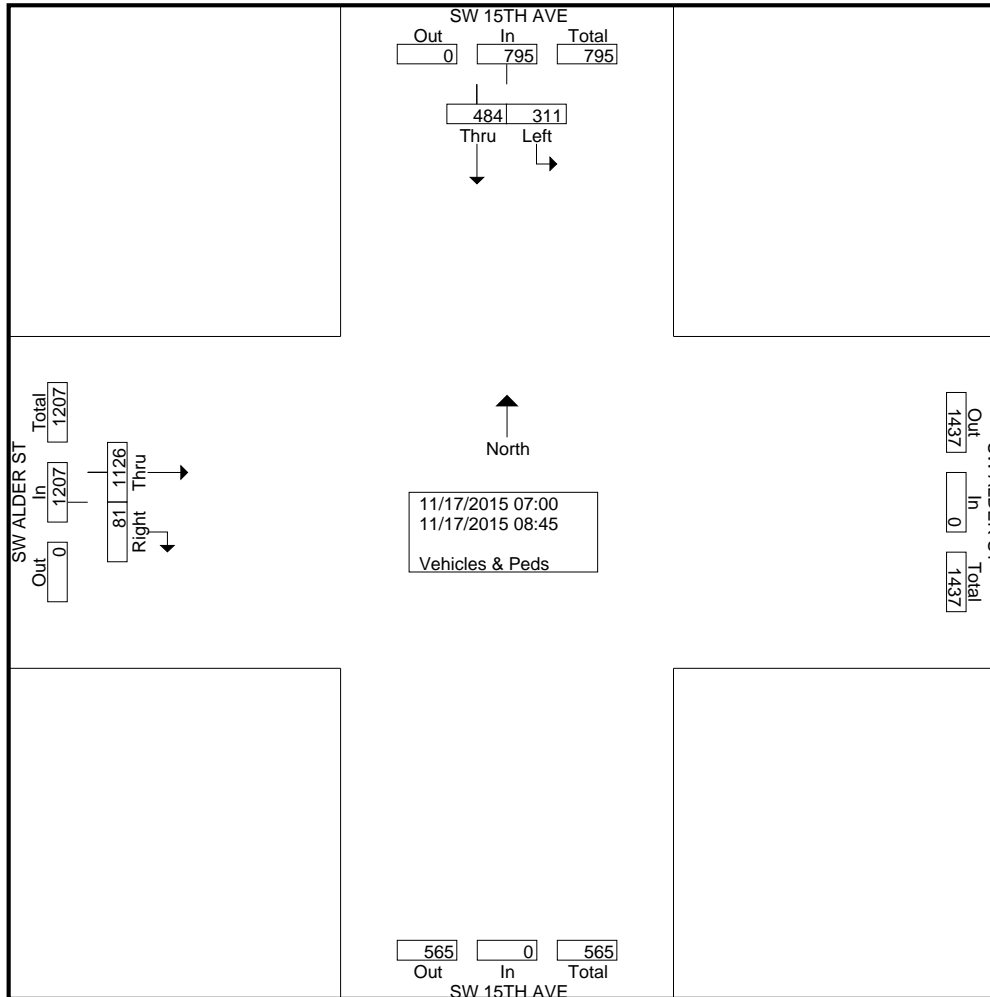 SW 15TH AVE
Out In Total
0 795 795
484 311
Thru Left
SW ALDER ST
Out In Total
0 1207 1207
81 1126
Right Thru
North
11/17/2015 07:00
11/17/2015 08:45
Vehicles & Peds
Out In Total
1437 0 1437
565 0 565
Out In Total
SW 15TH AVE